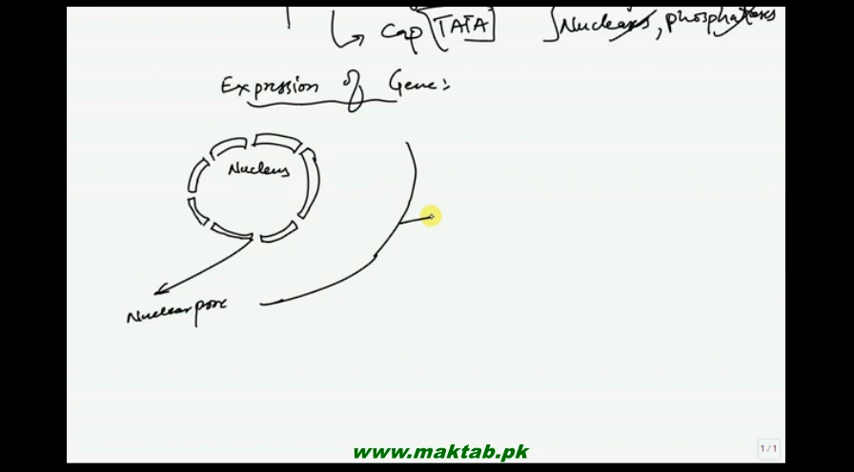 Cap TATA
Nucleases, phosphatases
Expression of Gene:
Nucleus
Nuclear pore
1/1
www.maktab.pk